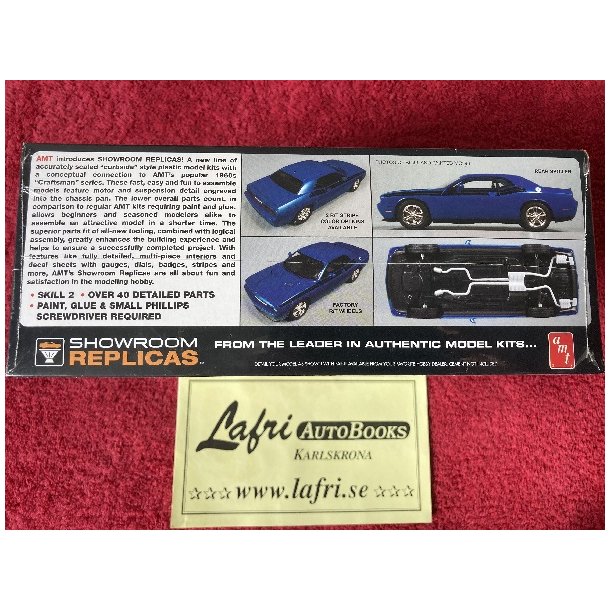 AMT introduces SHOWROOM REPLICAS! A new line of
accurately scaled "curbside" style plastic model kits with
a conceptual connection to AMT's popular 1960s
"Craftsman" series. These fast, easy and fun to assemble
models feature motor and suspension detail engraved
into the chassis pan. The lower overall parts count, in
comparison to regular AMT kits requiring paint and glue,
allows beginners and seasoned modelers alike to
assemble an attractive model in a shorter time. The
superior parts fit of all-new tooling, combined with logical
assembly, greatly enhances the building experience and
helps to ensure a successfully completed project. With
features like fully detailed, multi-piece interiors and
decal sheets with gauges, dials, badges, stripes and
more, AMT's Showroom Replicas are all about fun and
satisfaction in the modeling hobby.
• SKILL 2 • OVER 40 DETAILED PARTS
• PAINT, GLUE & SMALL PHILLIPS
SCREWDRIVER REQUIRED
COLOR OPTIONS
AVAILABLE
REAR SPOILER
FACTORY
R/T WHEELS
SHOWROOM
REPLICAS™
FROM THE LEADER IN AUTHENTIC MODEL KITS...
amt
Lafri AUTOBOOKS
KARLSKRONA
☆☆☆ www.lafri.se ☆☆☆